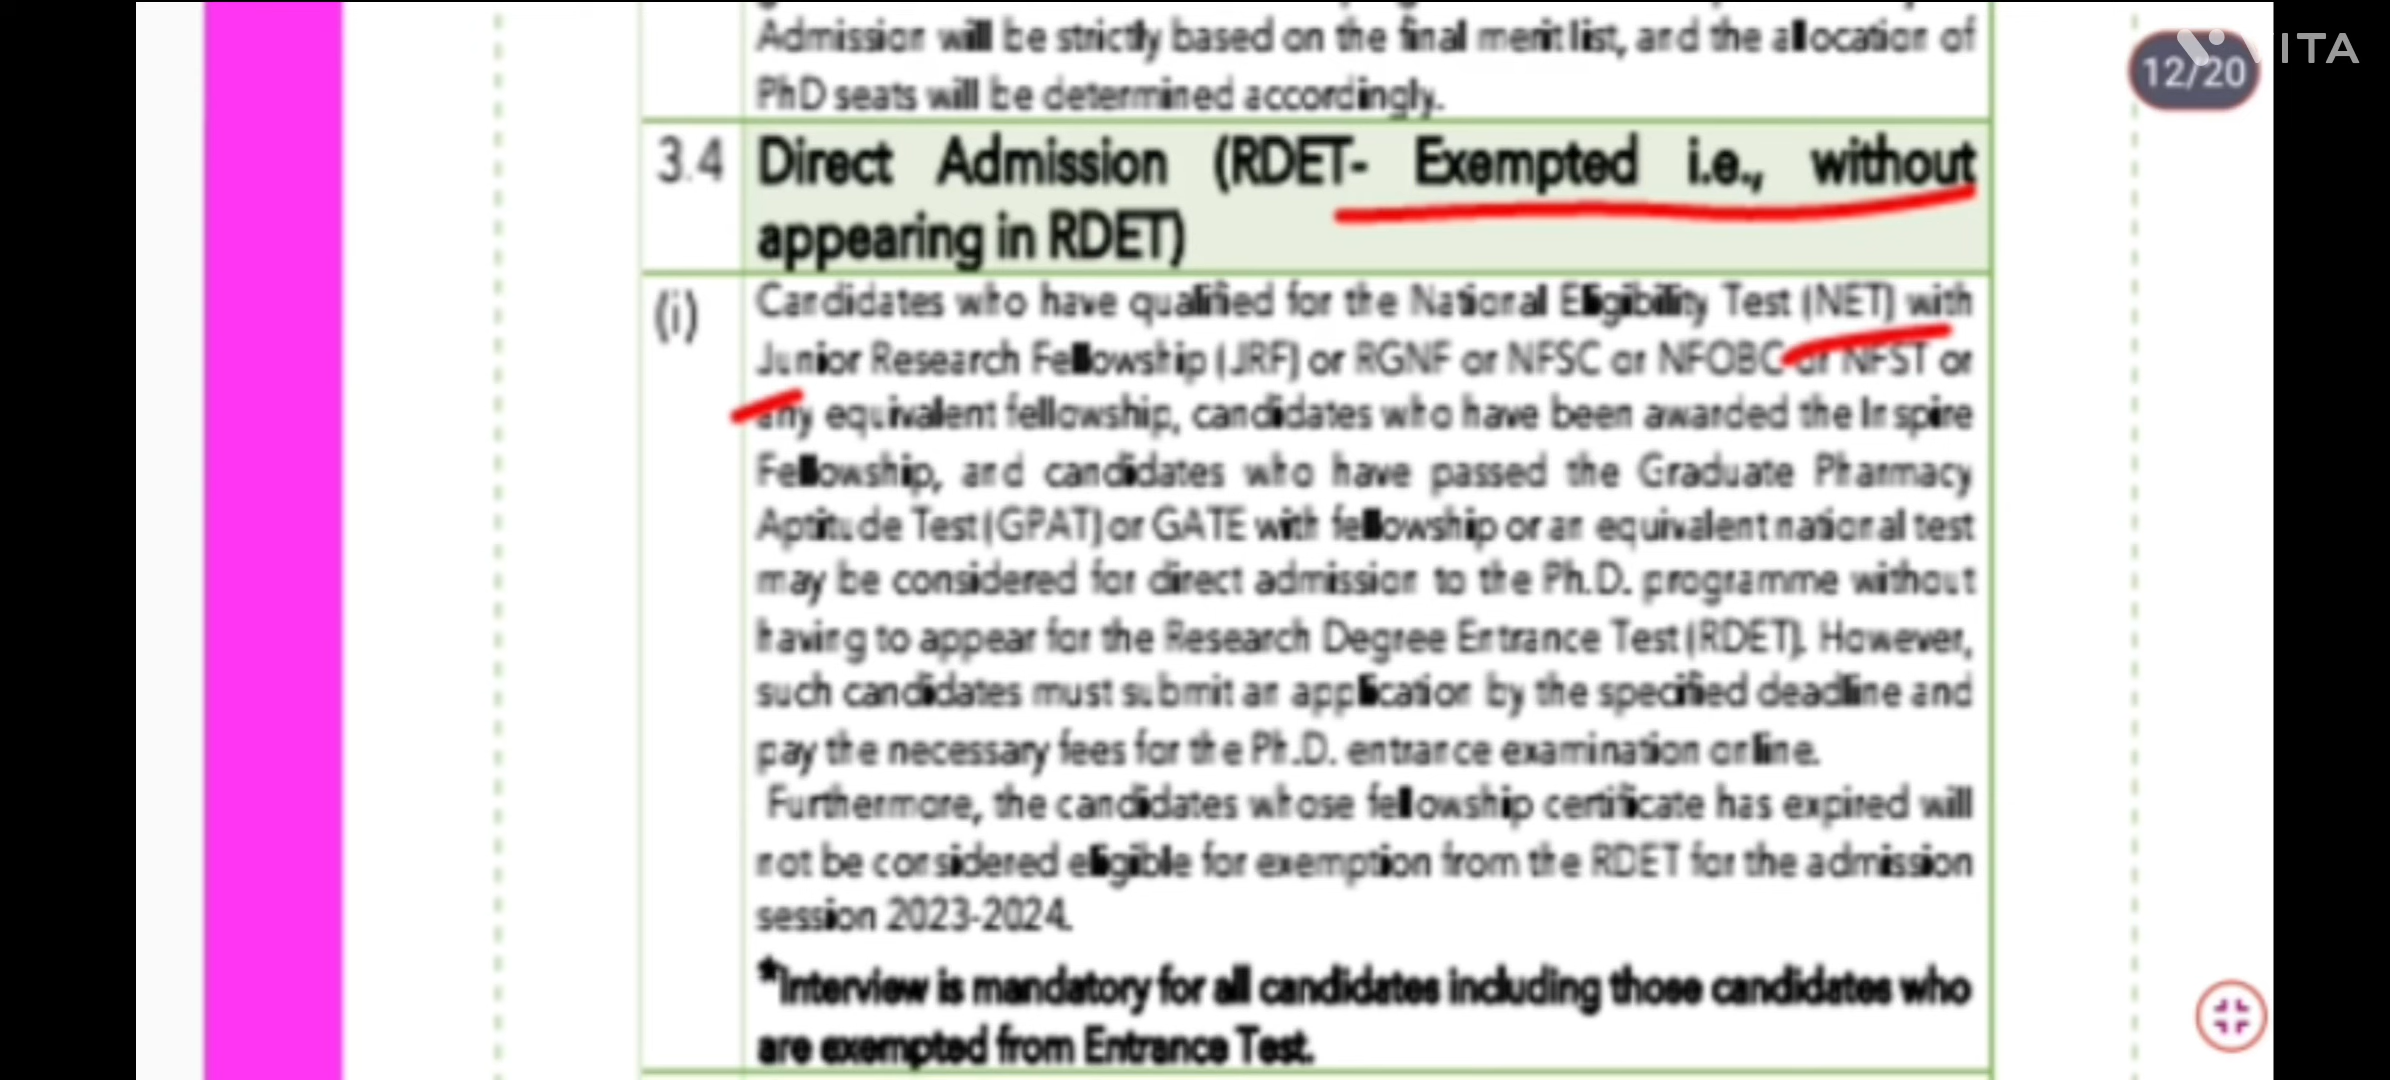 Admission will be strictly based on the final merit list, and the allocation of
PhD seats will be determined accordingly.
12/20
VITA
3.4 Direct Admission (RDET- Exempted i.e., without
appearing in RDET)
(i) Candidates who have qualified for the National Eligibility Test (NET) with
Junior Research Fellowship (JRF) or RGNF or NFSC or NFOBC or NFST or
any equivalent fellowship, candidates who have been awarded the Inspire
Fellowship, and candidates who have passed the Graduate Pharmacy
Aptitude Test (GPAT) or GATE with fellowship or an equivalent national test
may be considered for direct admission to the Ph.D. programme without
having to appear for the Research Degree Entrance Test (RDET). However,
such candidates must submit an application by the specified deadline and
pay the necessary fees for the Ph.D. entrance examination online.
Furthermore, the candidates whose fellowship certificate has expired will
not be considered eligible for exemption from the RDET for the admission
session 2023-2024.
*Interview is mandatory for all candidates including those candidates who
are exempted from Entrance Test.